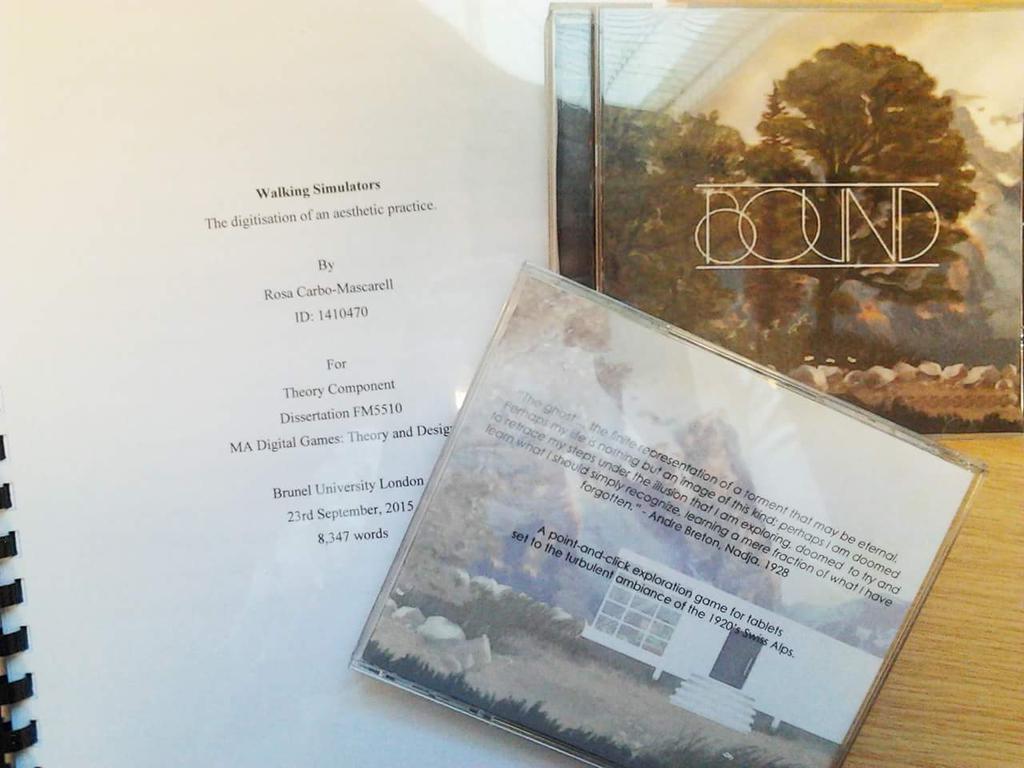 Walking Simulators
The digitisation of an aesthetic practice.
By
Rosa Carbo-Mascarell
ID: 1410470
For
Theory Component
Dissertation FM5510
MA Digital Games: Theory and Design
Brunel University London
23rd September, 2015
8,347 words
BOUND
"The ghost... the finite representation of a torment that may be eternal.
Perhaps my life is nothing but an image of this kind; perhaps I am doomed
to retrace my steps under the illusion that I am exploring, doomed to try and
learn what I should simply recognize, learning a mere fraction of what I have
forgotten." - Andre Breton, Nadja, 1928
A point-and-click exploration game for tablets
set to the turbulent ambiance of the 1920's Swiss Alps.